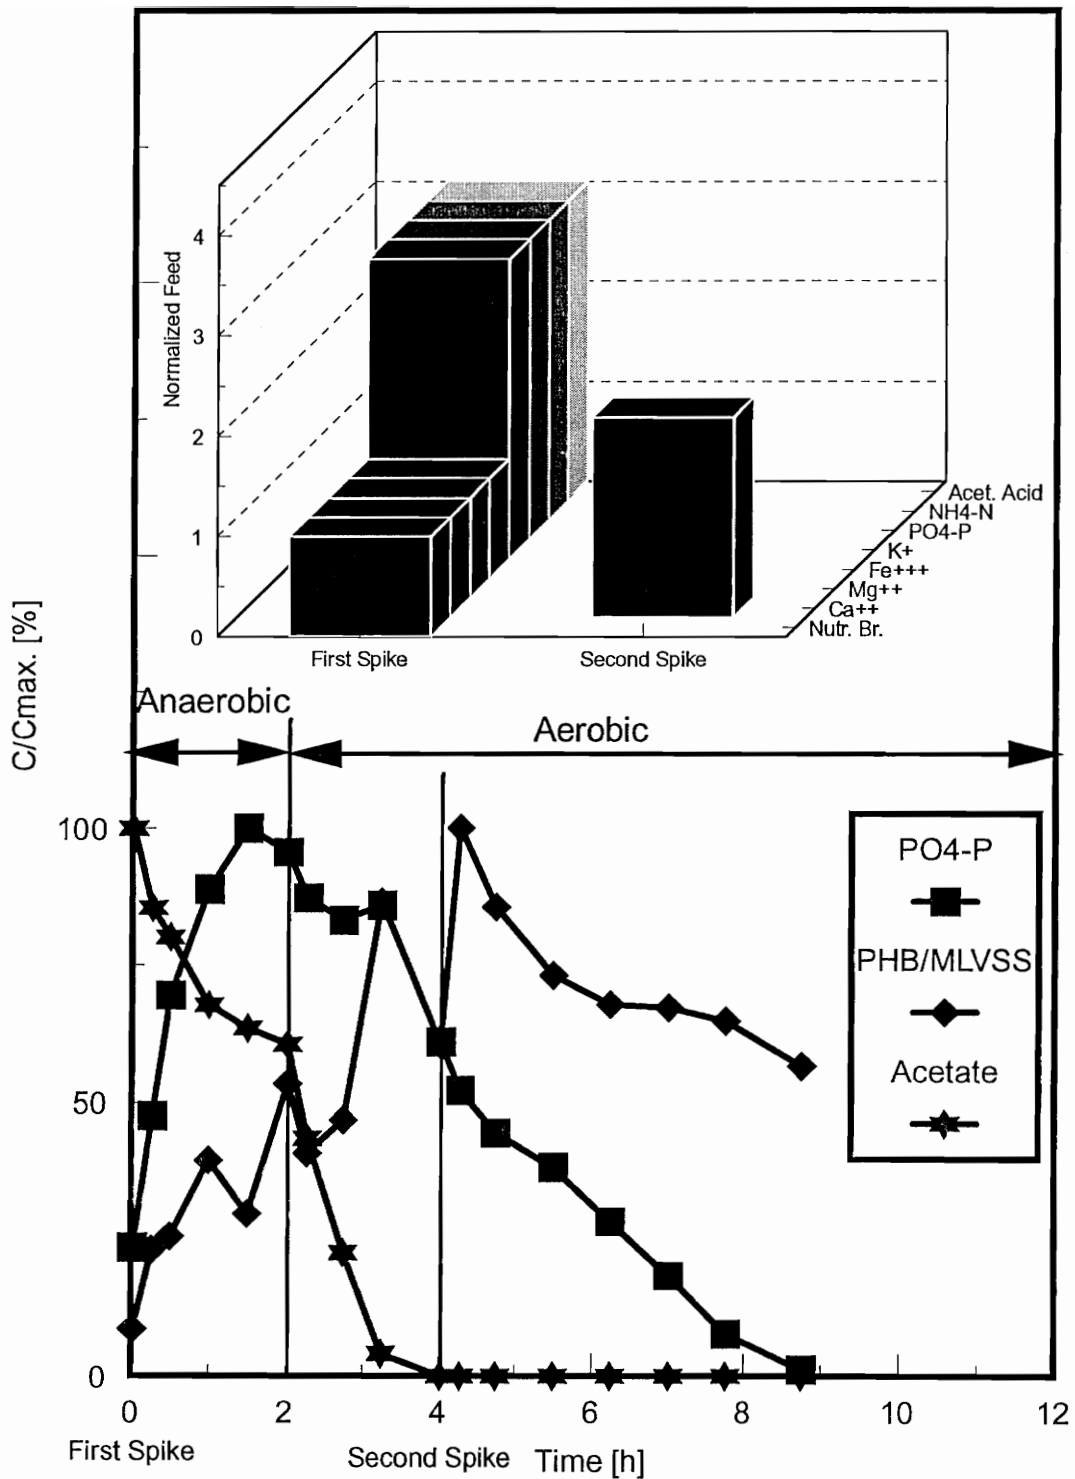 4
3
2
1
0
Normalized Feed
Acet. Acid
NH4-N
PO4-P
K+
Fe+++
Mg++
Ca++
Nutr. Br.
First Spike
Second Spike
C/Cmax. [%]
Anaerobic
Aerobic
100
50
0
PO4-P
PHB/MLVSS
Acetate
0 2 4 6 8 10 12
First Spike
Second Spike
Time [h]